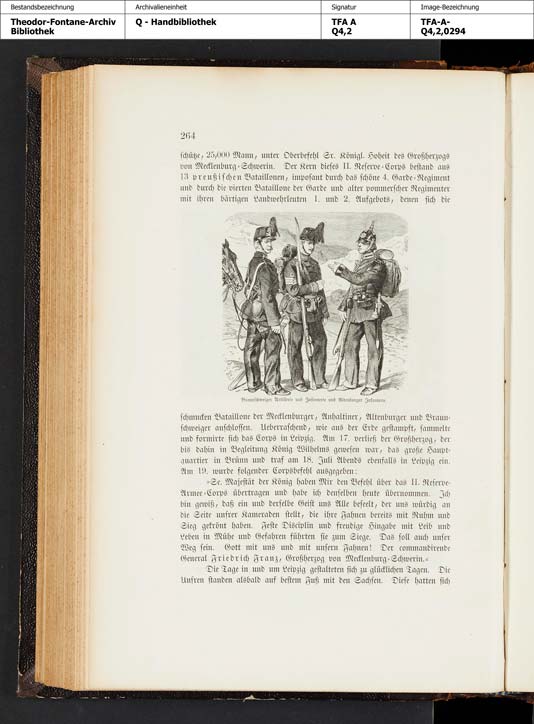 Bestandsbezeichnung Archivalieneinheit Signatur Image-Bezeichnung
Theodor-Fontane-Archiv Q - Handbibliothek TFA A TFA-A-
Bibliothek Q4,2 Q4,2,0294
264
schütze, 25,000 Mann, unter Oberbefehl Sr. Königl. Hoheit des Großherzogs
von Mecklenburg-Schwerin. Der Kern dieses II. Reserve-Corps bestand aus
13 preußischen Bataillonen, imposant durch das schöne 4. Garde-Regiment
und durch die vierten Bataillone der Garde und alter pommerscher Regimenter
mit ihren bärtigen Landwehrleuten 1. und 2. Aufgebots, denen sich die
Braunschweiger Artillerie und Infanterie und Altenburger Infanterie.
schmucken Bataillone der Mecklenburger, Anhaltiner, Altenburger und Braun-
schweiger anschlossen. Ueberraschend, wie aus der Erde gestampft, sammelte
und formirte sich das Corps in Leipzig. Am 17. verließ der Großherzog, der
bis dahin in Begleitung König Wilhelms gewesen war, das große Haupt-
quartier in Brünn und traf am 18. Juli Abends ebenfalls in Leipzig ein.
Am 19. wurde folgender Corpsbefehl ausgegeben:
»Se. Majestät der König haben Mir den Befehl über das II. Reserve-
Armee-Corps übertragen und habe ich denselben heute übernommen. Ich
bin gewiß, daß ein und derselbe Geist uns Alle beseelt, der uns würdig an
die Seite unsrer Kameraden stellt, die ihre Fahnen bereits mit Ruhm und
Sieg gekrönt haben. Feste Disciplin und freudige Hingabe mit Leib und
Leben in Mühe und Gefahren führten sie zum Siege. Das soll auch unser
Weg sein. Gott mit uns und mit unsern Fahnen! Der commandirende
General Friedrich Franz, Großherzog von Mecklenburg-Schwerin.«
Die Tage in und um Leipzig gestalteten sich zu glücklichen Tagen. Die
Unsren standen alsbald auf bestem Fuß mit den Sachsen. Diese hatten sich